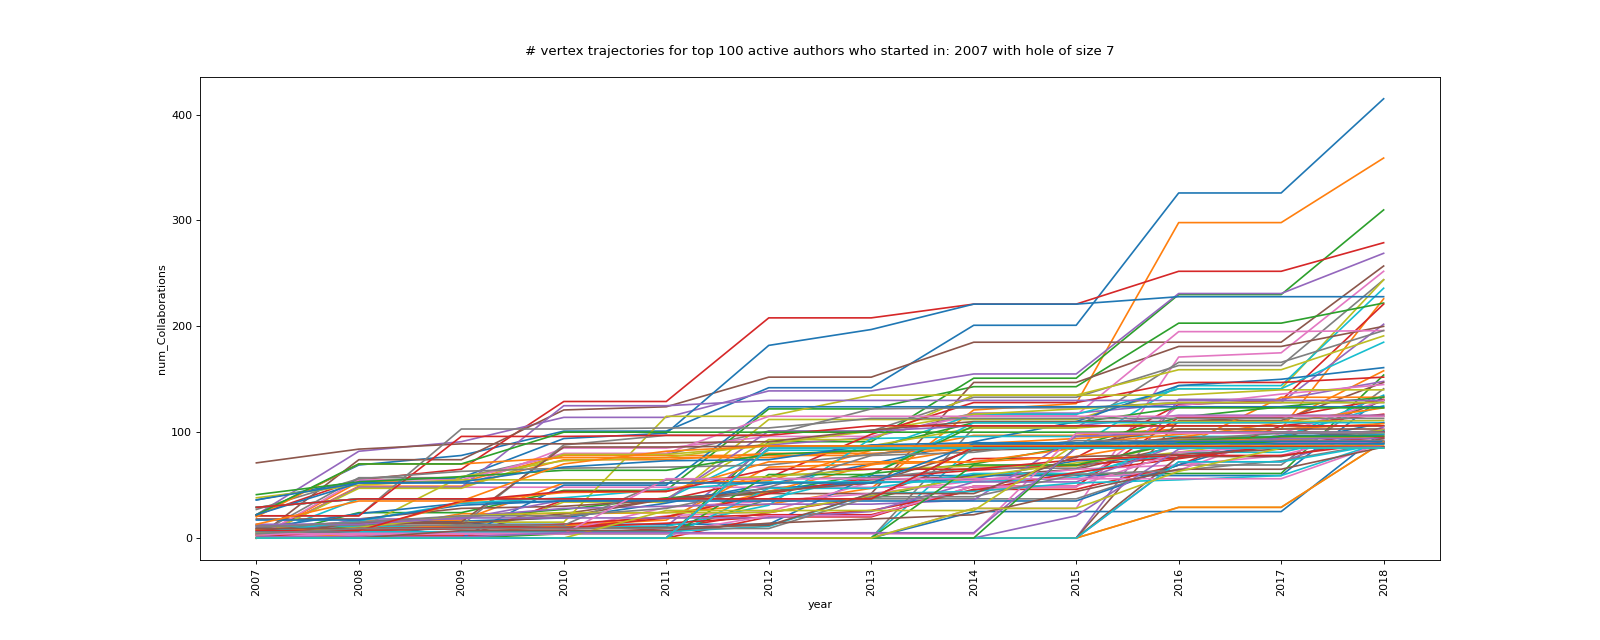 # vertex trajectories for top 100 active authors who started in: 2007 with hole of size 7
400
300
200
100
0
num_Collaborations
2007 2008 2009 2010 2011 2012 2013 2014 2015 2016 2017 2018
year